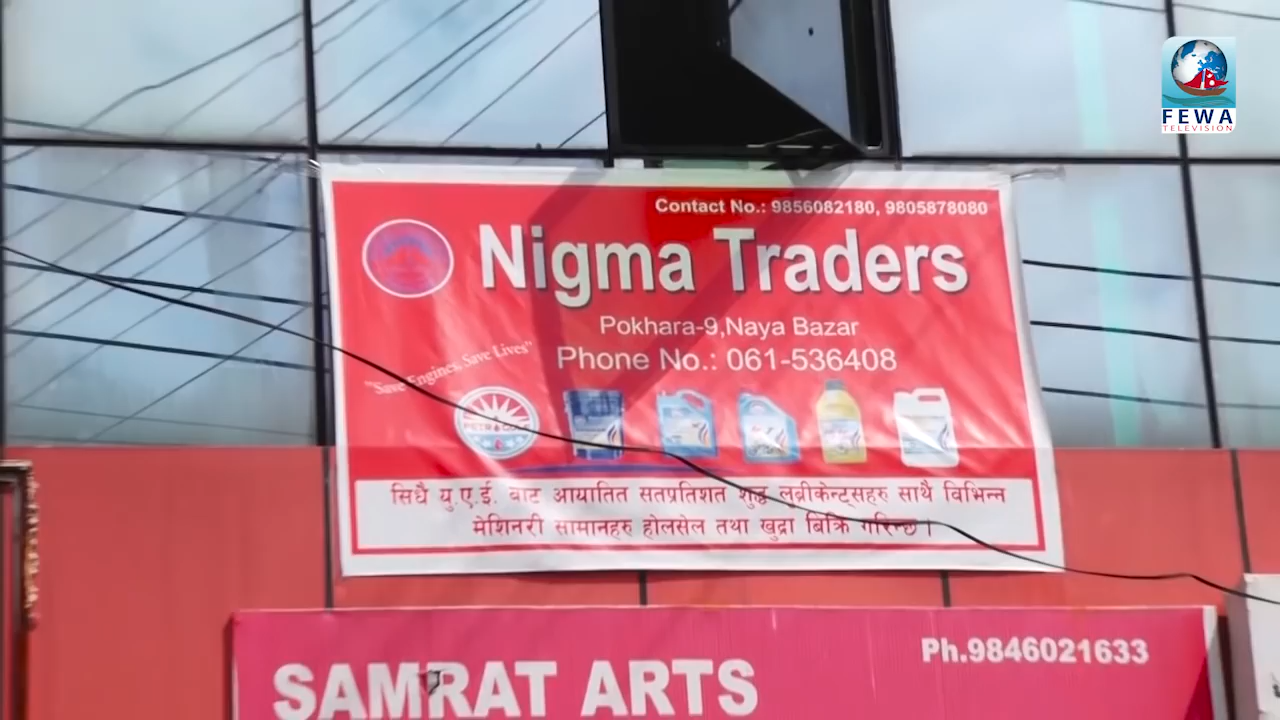 FEWA
TELEVISION
Contact No.: 9856082180, 9805878080
Nigma Traders
Pokhara-9,Naya Bazar
Phone No.: 061-536408
"Save Engines, Save Lives"
सिधै यु.ए.ई. बाट आयातित सतप्रतिशत शुद्ध लुब्रीकेन्ट्सहरु साथै विभिन्न
मेशिनरी सामानहरु होलसेल तथा खुद्रा बिक्रि गरिन्छ।
Ph.9846021633
SAMRAT ARTS